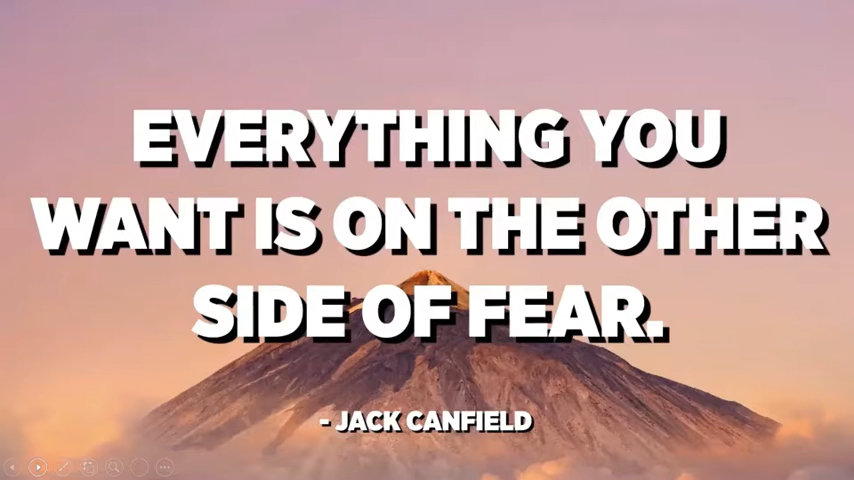 EVERYTHING YOU
WANT IS ON THE OTHER
SIDE OF FEAR.
- JACK CANFIELD